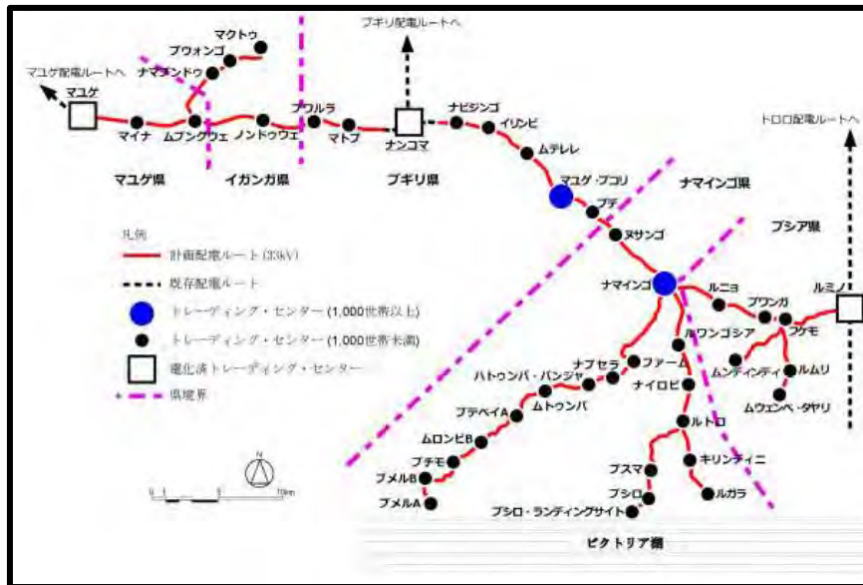 マクトゥ
ブギリ配電ルートへ
ブウォンゴ
ナマブンドゥ
マユゲ配電ルートへ
マユゲ
ブワルラ
ナビジンゴ
イリンビ
トロロ配電ルートへ
マイナ
ムブングウェ
ノンドウェ
マトブ
ナンコマ
ムテレレ
マユゲ県
イガンガ県
ブギリ県
マユゲ・ブコリ
ナマインゴ県
ブデ
ブシア県
ヌサンゴ
凡例
計画配電ルート(33kV)
既存配電ルート
トレーディング・センター(1,000世帯以上)
トレーディング・センター(1,000世帯未満)
電化済トレーディング・センター
県境界
ナマインゴ
ルニョ
ブワンガ
ルミノ
ブケモ
ルワンゴシア
ハトゥンバ・バンジャ
ナブセラ
ファーム
ムンディンディ
ルムリ
ムトゥンバ
ナイロビ
ムウェンベ・タヤリ
ブデベイA
ムロンビB
ルトロ
ブチモ
ブスマ
キリンディニ
ブメルB
ブシロ
ルガラ
ブメルA
ブシロ・ランディングサイト
N
0
10km
ビクトリア湖